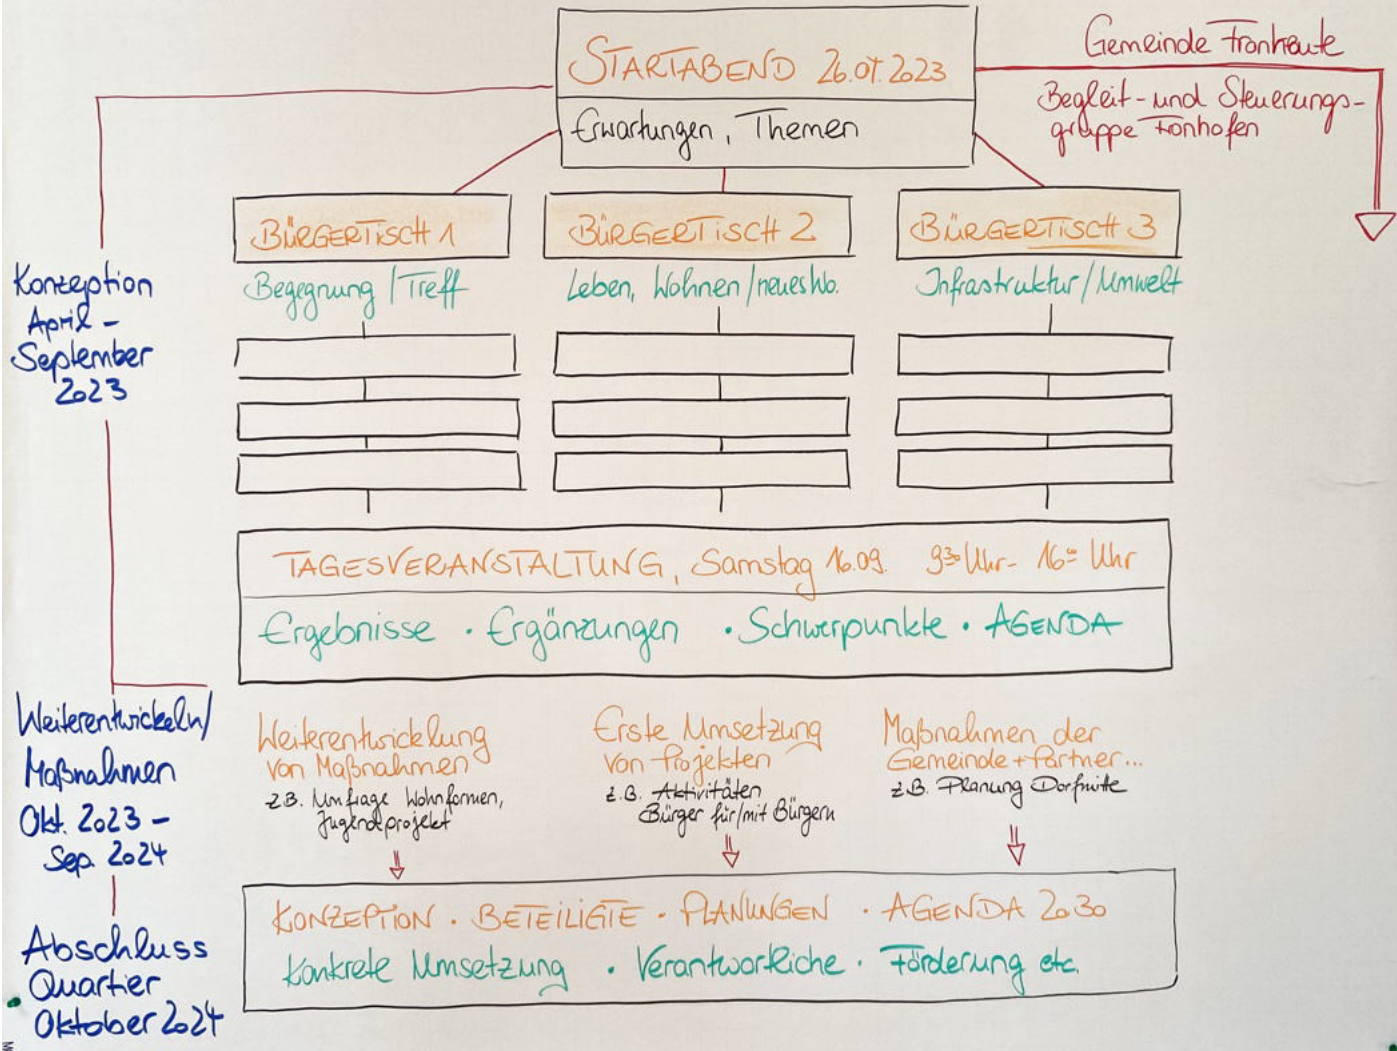 STARTABEND 26.07.2023
Erwartungen, Themen
Gemeinde Fronreute
Begleit- und Steuerungs-
gruppe Fronhofen
BÜRGERTISCH 1
BÜRGERTISCH 2
BÜRGERTISCH 3
Begegnung / Treff
Leben, Wohnen / neues Wo.
Infrastruktur / Umwelt
Konzeption
April -
September
2023
TAGESVERANSTALTUNG, Samstag 16.09. 9³⁰ Uhr - 16⁰⁰ Uhr
Ergebnisse · Ergänzungen · Schwerpunkte · AGENDA
Weiterentwickeln/
Maßnahmen
Okt. 2023 -
Sep. 2024
Weiterentwicklung
von Maßnahmen
z.B. Umfrage Wohnformen,
Jugendprojekt
Erste Umsetzung
von Projekten
z.B. Aktivitäten
Bürger für/mit Bürgern
Maßnahmen der
Gemeinde + Partner...
z.B. Planung Dorfmitte
KONZEPTION · BETEILIGTE · PLANUNGEN · AGENDA 2030
Konkrete Umsetzung · Verantwortliche · Förderung etc.
Abschluss
Quartier
Oktober 2024